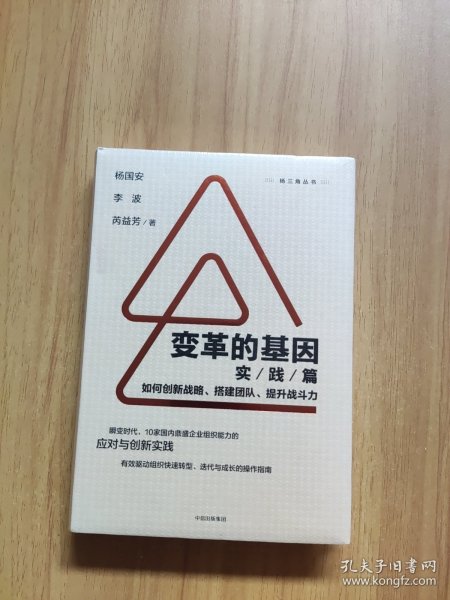 杨国安
李 波
芮益芳/著
杨三角丛书
变革的基因
实/践/篇
如何创新战略、搭建团队、提升战斗力
瞬变时代，10家国内鼎盛企业组织能力的
应对与创新实践
有效驱动组织快速转型、迭代与成长的操作指南
中信出版集团
孔夫子旧书网
www.kongfz.com